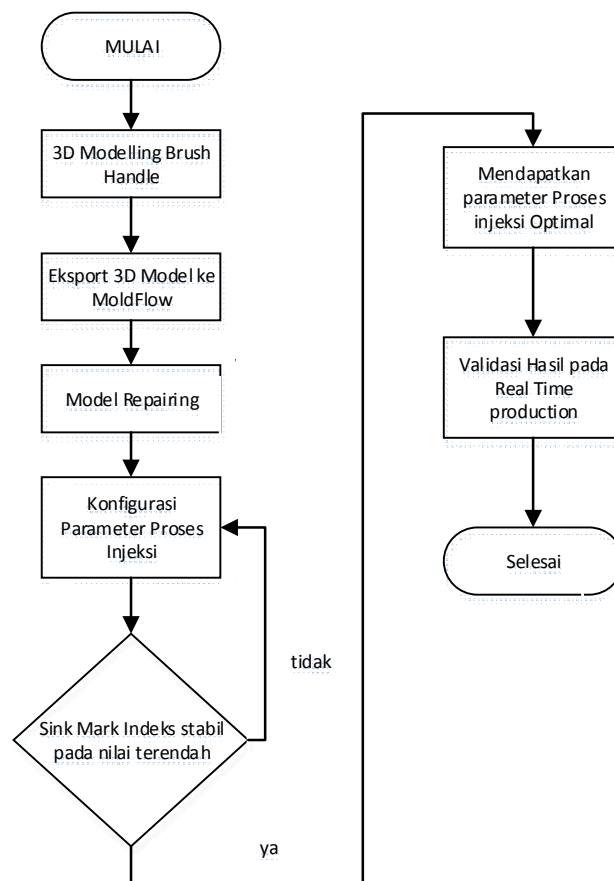 MULAI
3D Modelling Brush
Handle
Eksport 3D Model ke
MoldFlow
Model Repairing
Konfigurasi
Parameter Proses
Injeksi
Sink Mark Indeks stabil
pada nilai terendah
tidak
ya
Mendapatkan
parameter Proses
injeksi Optimal
Validasi Hasil pada
Real Time
production
Selesai